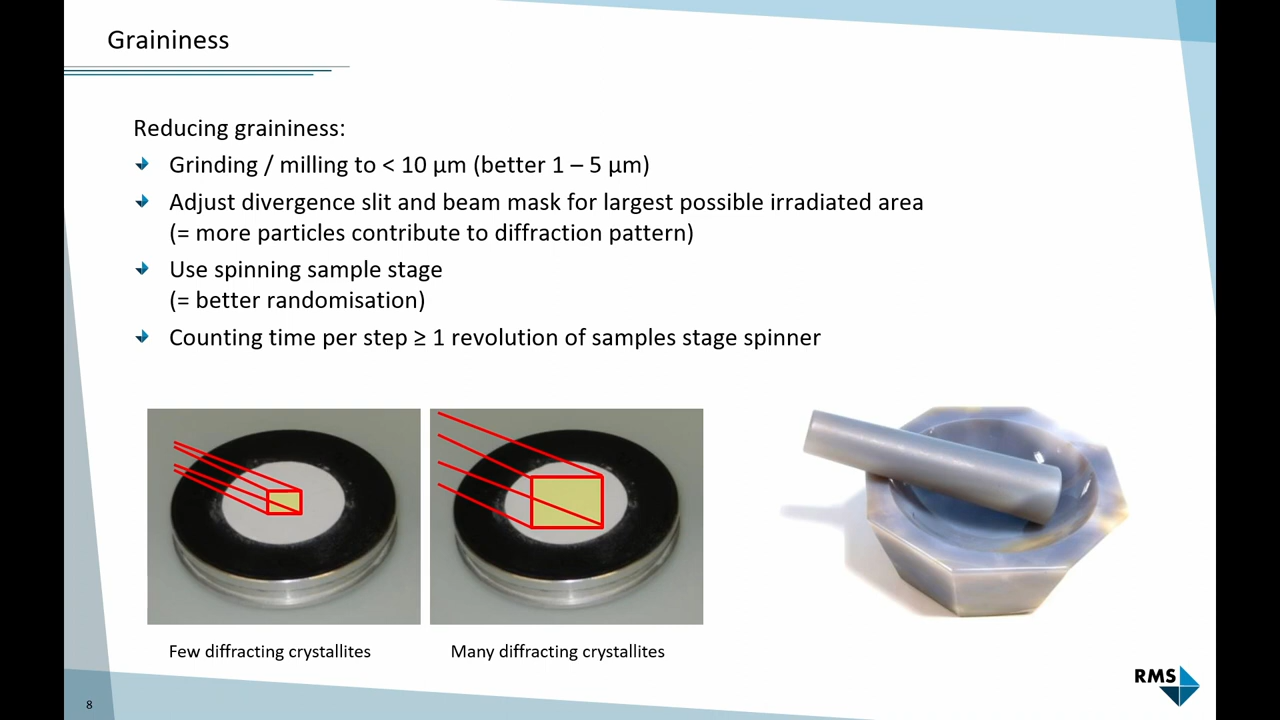 Graininess
Reducing graininess:
Grinding / milling to < 10 µm (better 1 – 5 µm)
Adjust divergence slit and beam mask for largest possible irradiated area
(= more particles contribute to diffraction pattern)
Use spinning sample stage
(= better randomisation)
Counting time per step ≥ 1 revolution of samples stage spinner
Few diffracting crystallites
Many diffracting crystallites
RMS
8